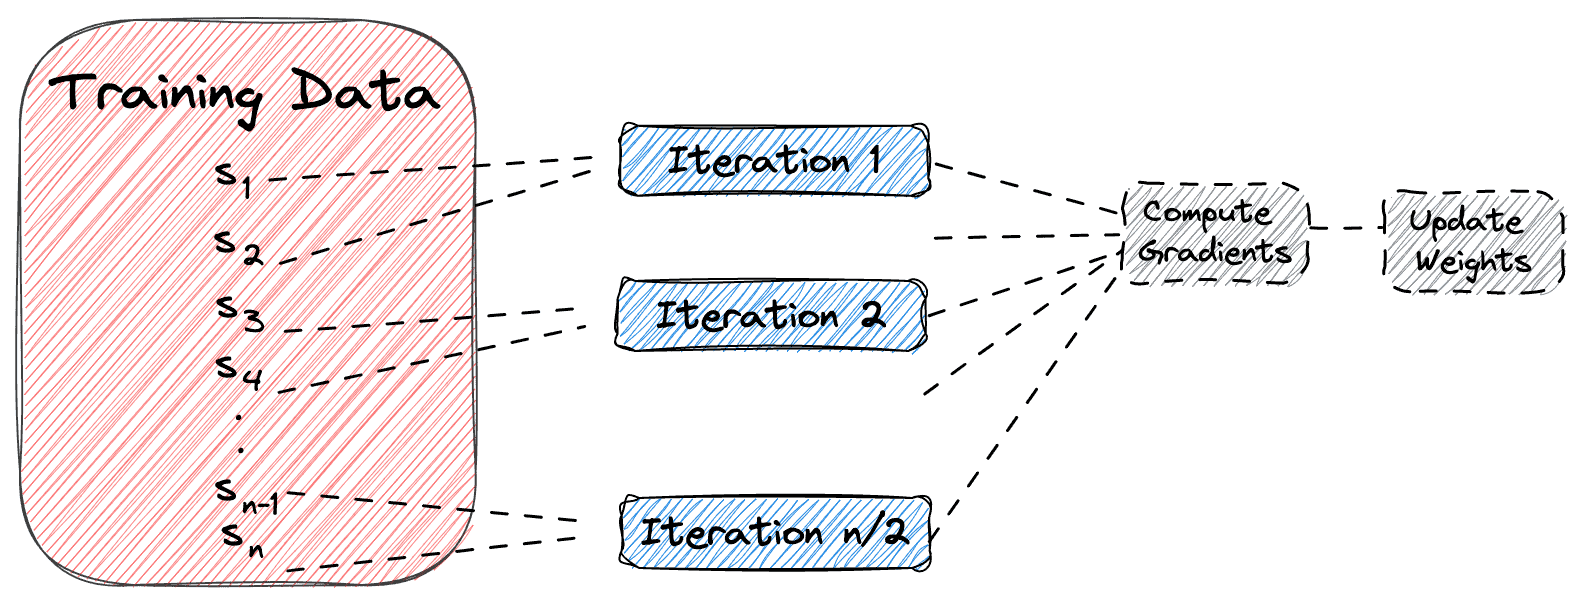 Training Data
s1
s2
s3
s4
.
.
sn-1
sn
Iteration 1
Iteration 2
Iteration n/2
Compute
Gradients
Update
Weights